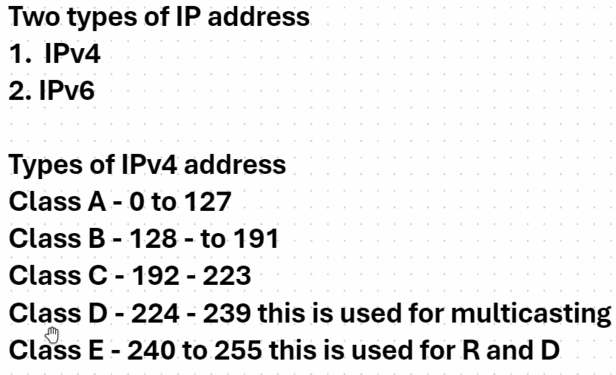 Two types of IP address
1. IPv4
2. IPv6
Types of IPv4 address
Class A - 0 to 127
Class B - 128 - to 191
Class C - 192 - 223
Class D - 224 - 239 this is used for multicasting
Class E - 240 to 255 this is used for R and D